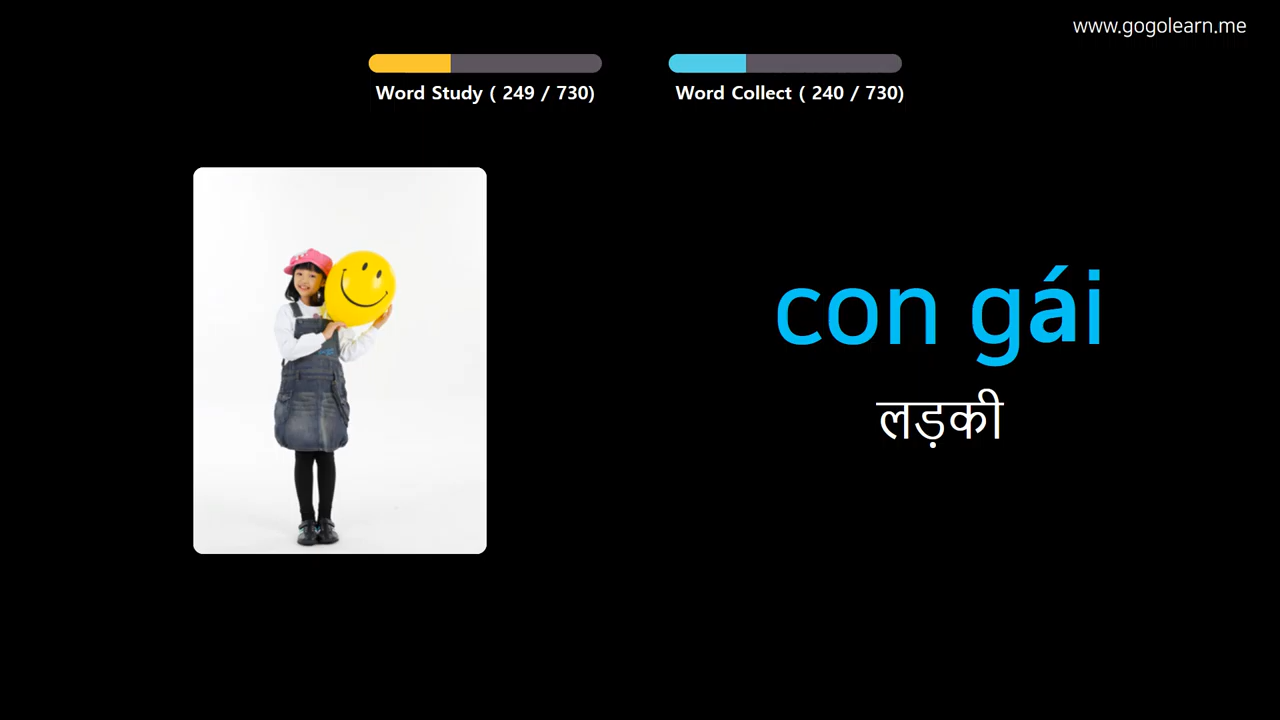 www.gogolearn.me
Word Study ( 249 / 730)
Word Collect ( 240 / 730)
con gái
लड़की